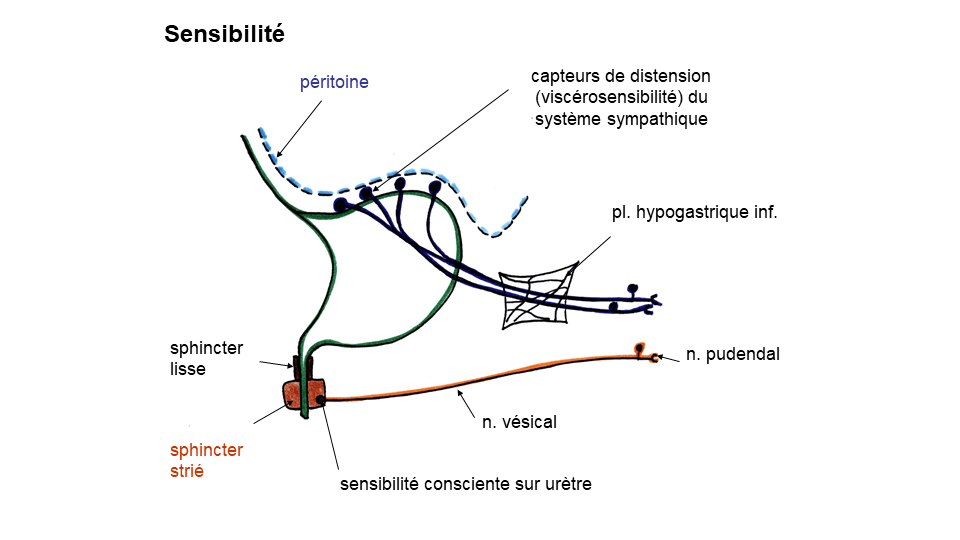 Sensibilité
péritoine
capteurs de distension
(viscérosensibilité) du
système sympathique
pl. hypogastrique inf.
sphincter
lisse
n. pudendal
n. vésical
sphincter
strié
sensibilité consciente sur urètre